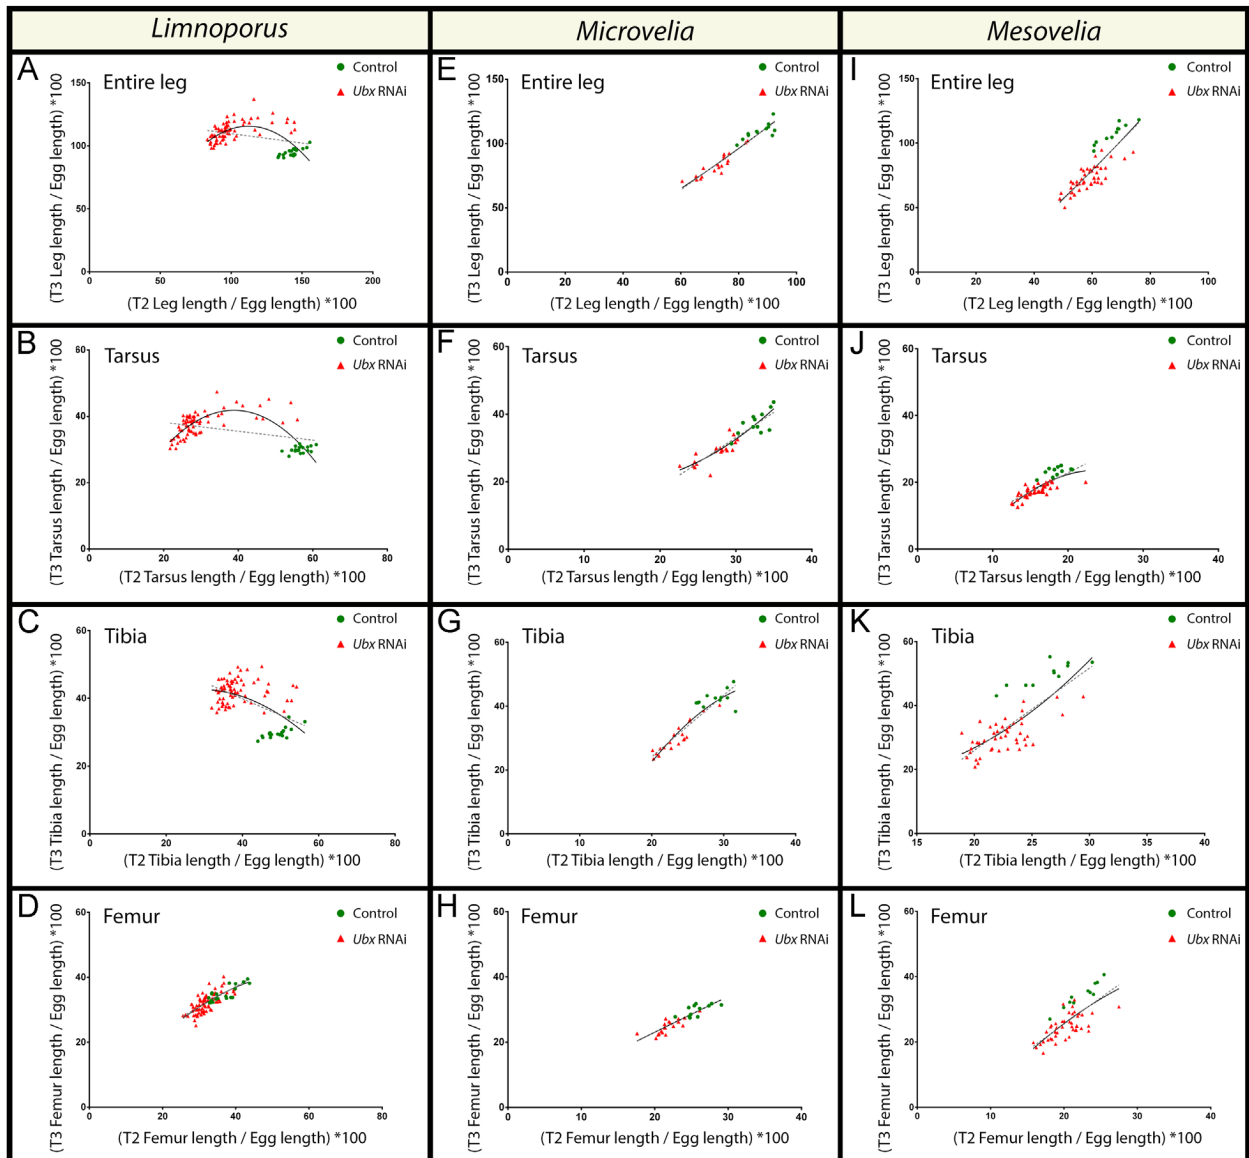 Limnoporus
Microvelia
Mesovelia
A
Entire leg
Control
Ubx RNAi
(T3 Leg length / Egg length) *100
150
100
50
0
0 50 100 150 200
(T2 Leg length / Egg length) *100
E
Entire leg
Control
Ubx RNAi
(T3 Leg length / Egg length) *100
150
100
50
0
0 20 40 60 80 100
(T2 Leg length / Egg length) *100
I
Entire leg
Control
Ubx RNAi
(T3 Leg length / Egg length) *100
150
100
50
0
0 20 40 60 80 100
(T2 Leg length / Egg length) *100
B
Tarsus
Control
Ubx RNAi
(T3 Tarsus length / Egg length) *100
60
40
20
0
0 20 40 60 80
(T2 Tarsus length / Egg length) *100
F
Tarsus
Control
Ubx RNAi
(T3 Tarsus length / Egg length) *100
60
40
20
0
0 10 20 30 40
(T2 Tarsus length / Egg length) *100
J
Tarsus
Control
Ubx RNAi
(T3 Tarsus length / Egg length) *100
60
40
20
0
10 20 30 40
(T2 Tarsus length / Egg length) *100
C
Tibia
Control
Ubx RNAi
(T3 Tibia length / Egg length) *100
60
40
20
0
0 20 40 60 80
(T2 Tibia length / Egg length) *100
G
Tibia
Control
Ubx RNAi
(T3 Tibia length / Egg length) *100
60
40
20
0
0 10 20 30 40
(T2 Tibia length / Egg length) *100
K
Tibia
Control
Ubx RNAi
(T3 Tibia length / Egg length) *100
60
40
20
0
15 20 25 30 35 40
(T2 Tibia length / Egg length) *100
D
Femur
Control
Ubx RNAi
(T3 Femur length / Egg length) *100
60
40
20
0
0 20 40 60 80
(T2 Femur length / Egg length) *100
H
Femur
Control
Ubx RNAi
(T3 Femur length / Egg length) *100
60
40
20
0
0 10 20 30 40
(T2 Femur length / Egg length) *100
L
Femur
Control
Ubx RNAi
(T3 Femur length / Egg length) *100
60
40
20
0
0 10 20 30 40
(T2 Femur length / Egg length) *100